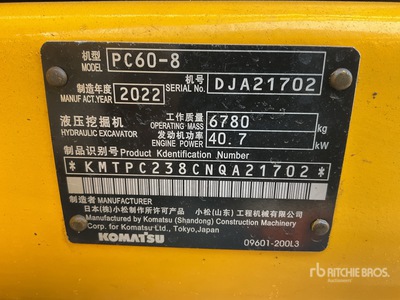 机型 MODEL PC60-8
机号 SERIAL No. DJA21702
制造年度 MANUFACT.YEAR 2022
液压挖掘机 HYDRAULIC EXCAVATOR
工作质量 OPERATING MASS 6780 kg
发动机功率 ENGINE POWER 40.7 kW
制品识别号 Product Kdentification Number
*KMTPC238CNQA21702*
制造者 MANUFACTURER
日本(株)小松制作所许可产品 小松(山东)工程机械有限公司
Manufactured by Komatsu (Shandong) Construction Machinery
Corp. for Komatsu Ltd., Tokyo,Japan
KOMATSU
09601-200L3
rb RITCHIE BROS.